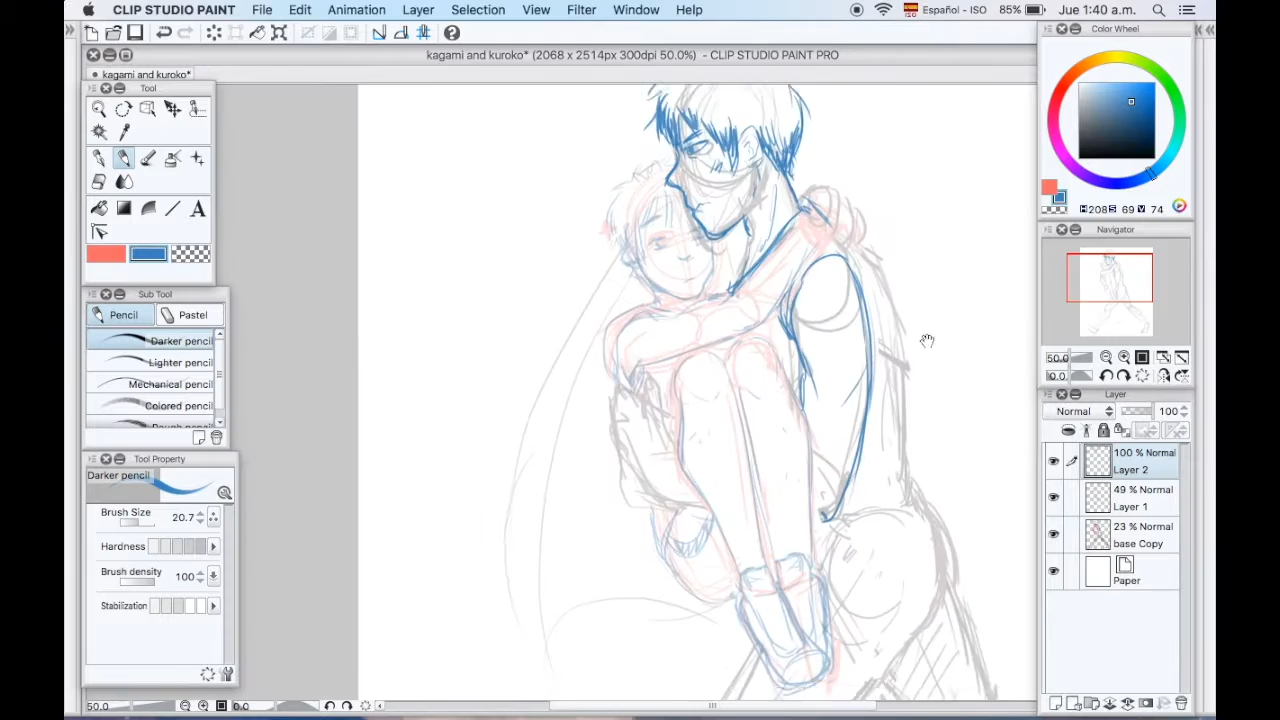 CLIP STUDIO PAINT File Edit Animation Layer Selection View Filter Window Help Español - ISO 85% Jue 1:40 a.m.
kagami and kuroko* (2068 x 2514px 300dpi 50.0%) - CLIP STUDIO PAINT PRO
kagami and kuroko*
Tool
A
Sub Tool
Pencil Pastel
Darker pencil
Lighter pencil
Mechanical pencil
Colored pencil
Tool Property
Darker pencil
Brush Size 20.7
Hardness
Brush density 100
Stabilization
50.0 0.0
Color Wheel
H 208 S 69 V 74
Navigator
50.0
0.0
Layer
Normal 100
100 % Normal
Layer 2
49 % Normal
Layer 1
23 % Normal
base Copy
Paper